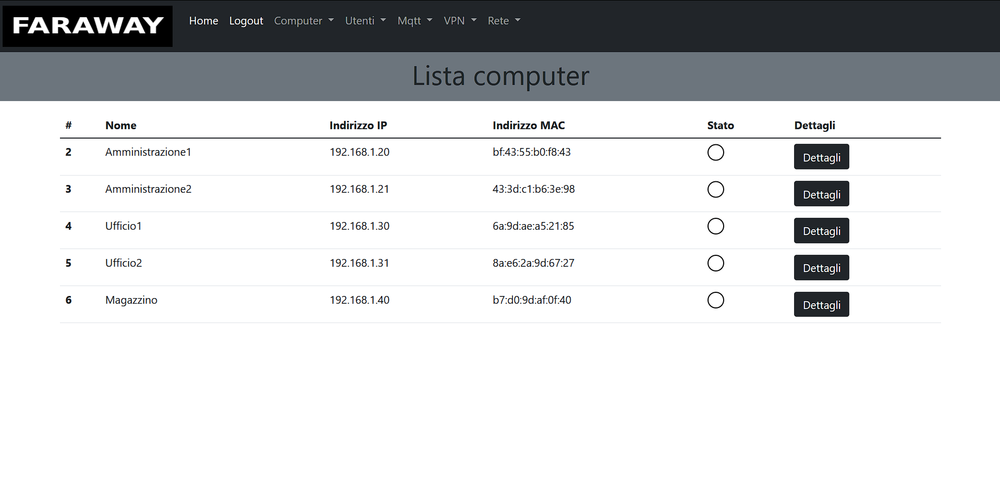 FARAWAY Home Logout Computer Utenti Mqtt VPN Rete
Lista computer
# Nome Indirizzo IP Indirizzo MAC Stato Dettagli
2 Amministrazione1 192.168.1.20 bf:43:55:b0:f8:43 Dettagli
3 Amministrazione2 192.168.1.21 43:3d:c1:b6:3e:98 Dettagli
4 Ufficio1 192.168.1.30 6a:9d:ae:a5:21:85 Dettagli
5 Ufficio2 192.168.1.31 8a:e6:2a:9d:67:27 Dettagli
6 Magazzino 192.168.1.40 b7:d0:9d:af:0f:40 Dettagli